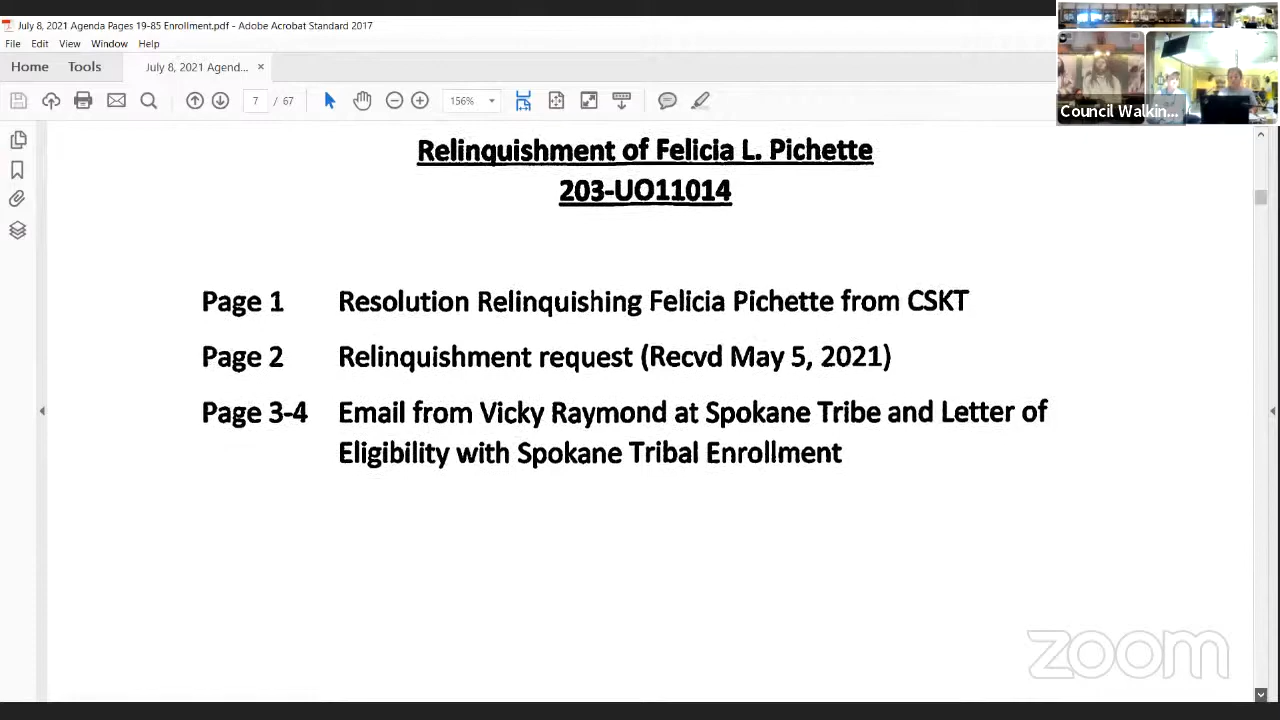 July 8, 2021 Agenda Pages 19-85 Enrollment.pdf - Adobe Acrobat Standard 2017
File Edit View Window Help
Home Tools July 8, 2021 Agend... ×
7 / 67 156%
Council Walkin...
Relinquishment of Felicia L. Pichette
203-UO11014
Page 1 Resolution Relinquishing Felicia Pichette from CSKT
Page 2 Relinquishment request (Recvd May 5, 2021)
Page 3-4 Email from Vicky Raymond at Spokane Tribe and Letter of
Eligibility with Spokane Tribal Enrollment
zoom